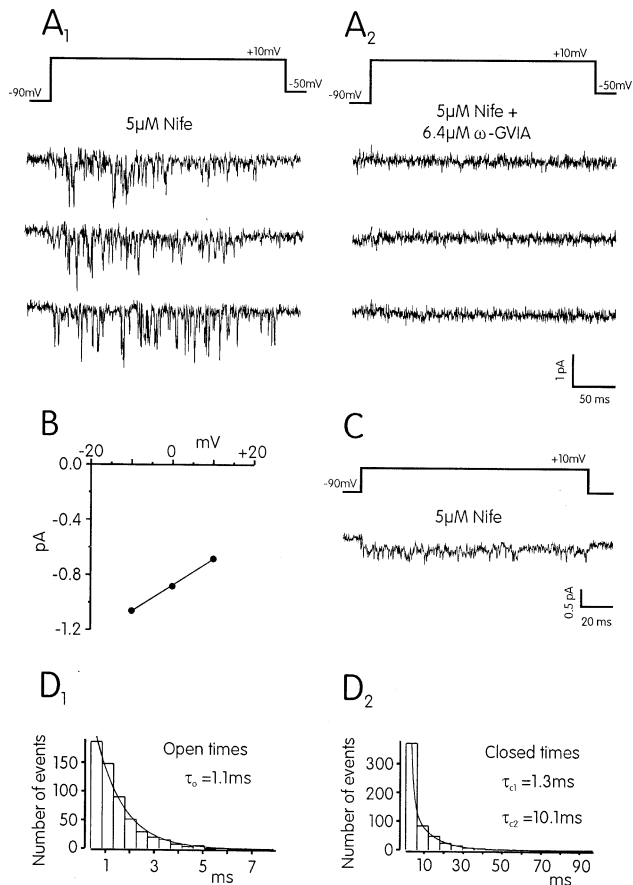 A1
+10mV
-90mV
-50mV
5µM Nife
A2
+10mV
-90mV
-50mV
5µM Nife +
6.4µM ω-GVIA
1 pA
50 ms
B
-20 0 mV +20
0.0
-0.4
-0.8
-1.2
pA
C
+10mV
-90mV
5µM Nife
0.5 pA
20 ms
D1
Number of events
150
100
50
0
Open times
τo =1.1ms
1 3 5 7
ms
D2
Number of events
300
200
100
0
Closed times
τc1 =1.3ms
τc2 =10.1ms
10 30 50 70 90
ms